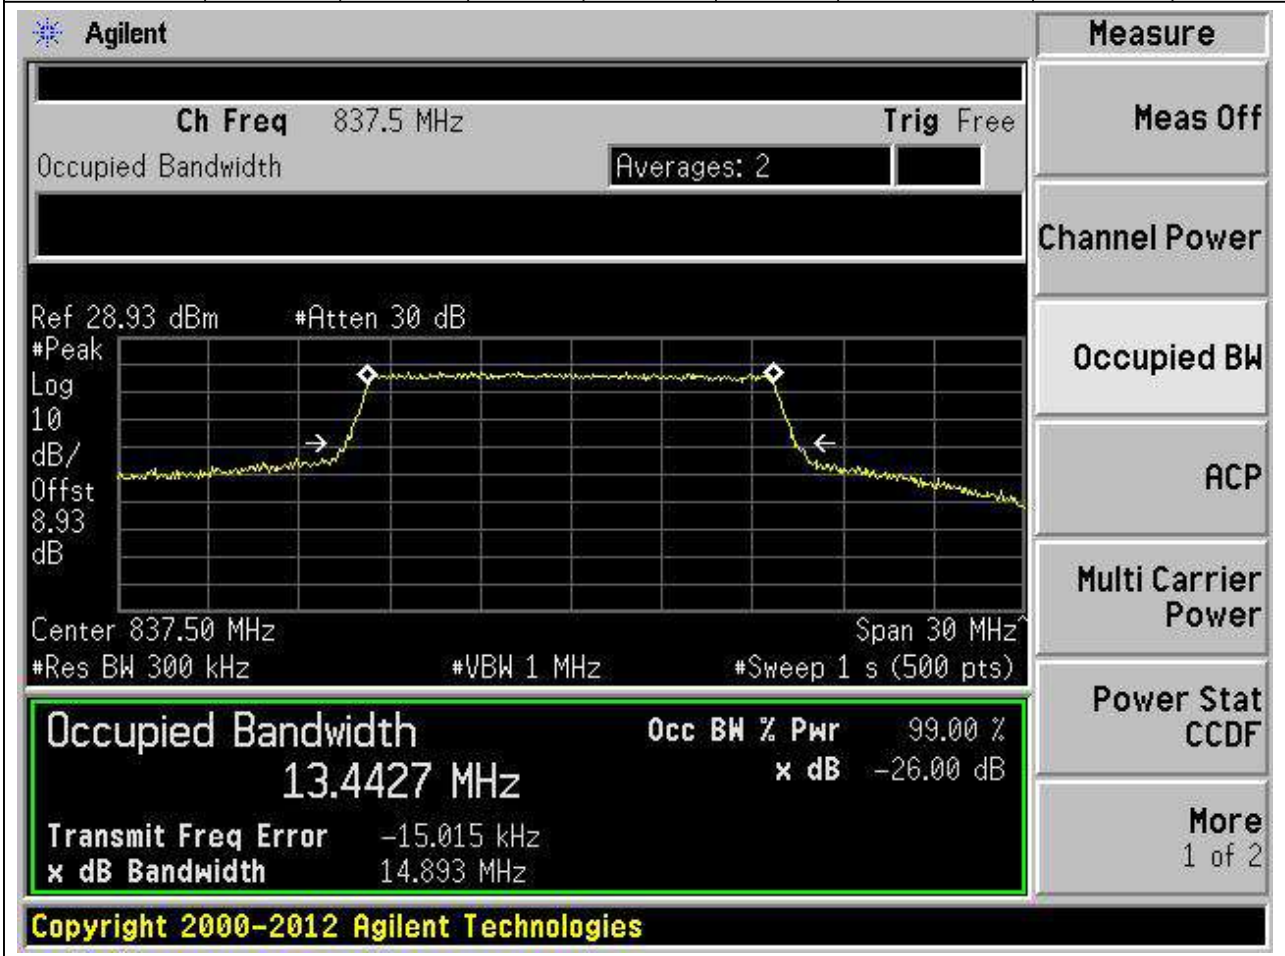 Agilent
Measure
Ch Freq 837.5 MHz Trig Free
Meas Off
Occupied Bandwidth Averages: 2
Channel Power
Ref 28.93 dBm #Atten 30 dB
#Peak
Log
10
dB/
Offst
8.93
dB
Occupied BW
ACP
Multi Carrier
Power
Center 837.50 MHz Span 30 MHz^
#Res BW 300 kHz #VBW 1 MHz #Sweep 1 s (500 pts)
Power Stat
CCDF
Occupied Bandwidth Occ BW % Pwr 99.00 %
13.4427 MHz x dB -26.00 dB
Transmit Freq Error -15.015 kHz
x dB Bandwidth 14.893 MHz
More
1 of 2
Copyright 2000-2012 Agilent Technologies